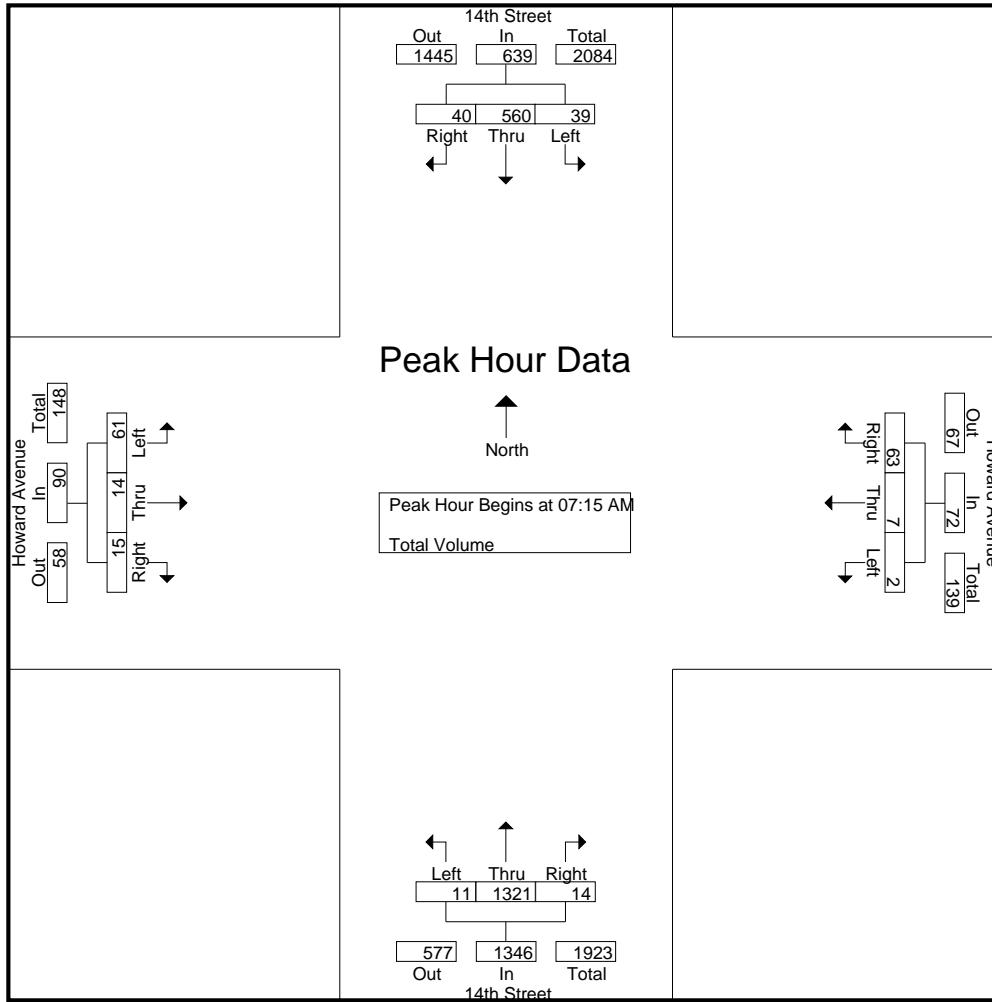 14th Street
Out In Total
1445 639 2084
40 560 39
Right Thru Left
Peak Hour Data
North
Peak Hour Begins at 07:15 AM
Total Volume
Howard Avenue
Total In Out
148 90 58
61 14 15
Left Thru Right
Right Thru Left
63 7 2
Out In Total
67 72 139
Howard Avenue
Left Thru Right
11 1321 14
577 1346 1923
Out In Total
14th Street